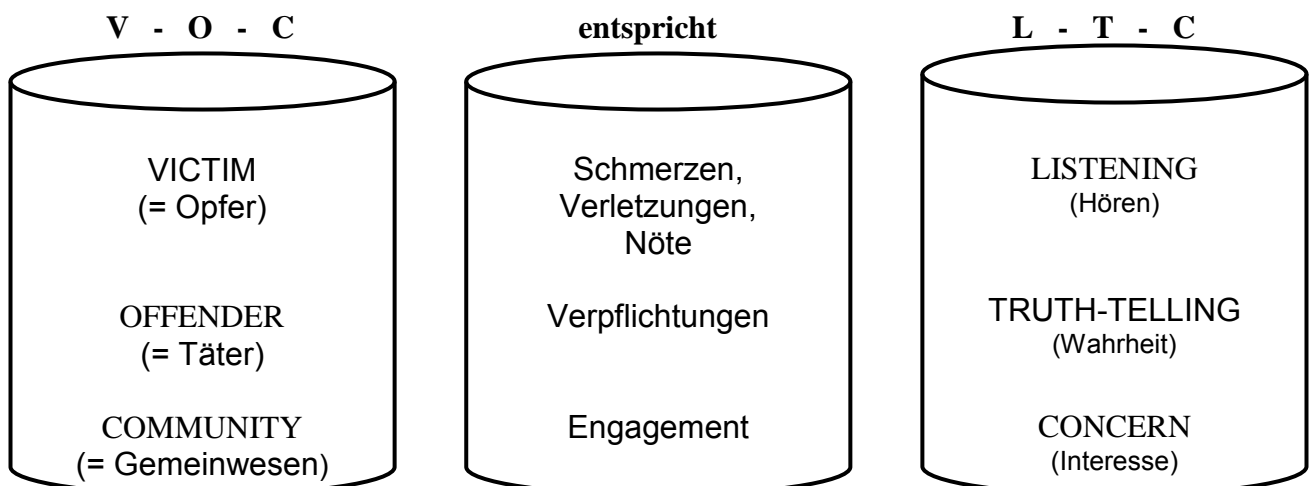 V - O - C
entspricht
L - T - C
VICTIM
(= Opfer)
OFFENDER
(= Täter)
COMMUNITY
(= Gemeinwesen)
Schmerzen,
Verletzungen,
Nöte
Verpflichtungen
Engagement
LISTENING
(Hören)
TRUTH-TELLING
(Wahrheit)
CONCERN
(Interesse)